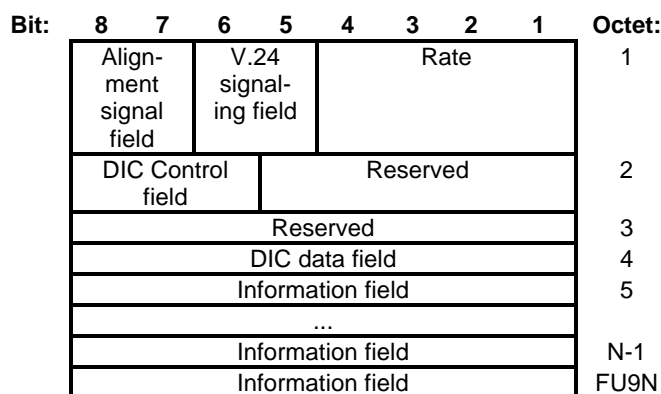 Bit: 8 7 6 5 4 3 2 1 Octet:
Align- V.24 Rate 1
ment signal-
signal ing field
field
DIC Control Reserved 2
field
Reserved 3
DIC data field 4
Information field 5
...
Information field N-1
Information field FU9N